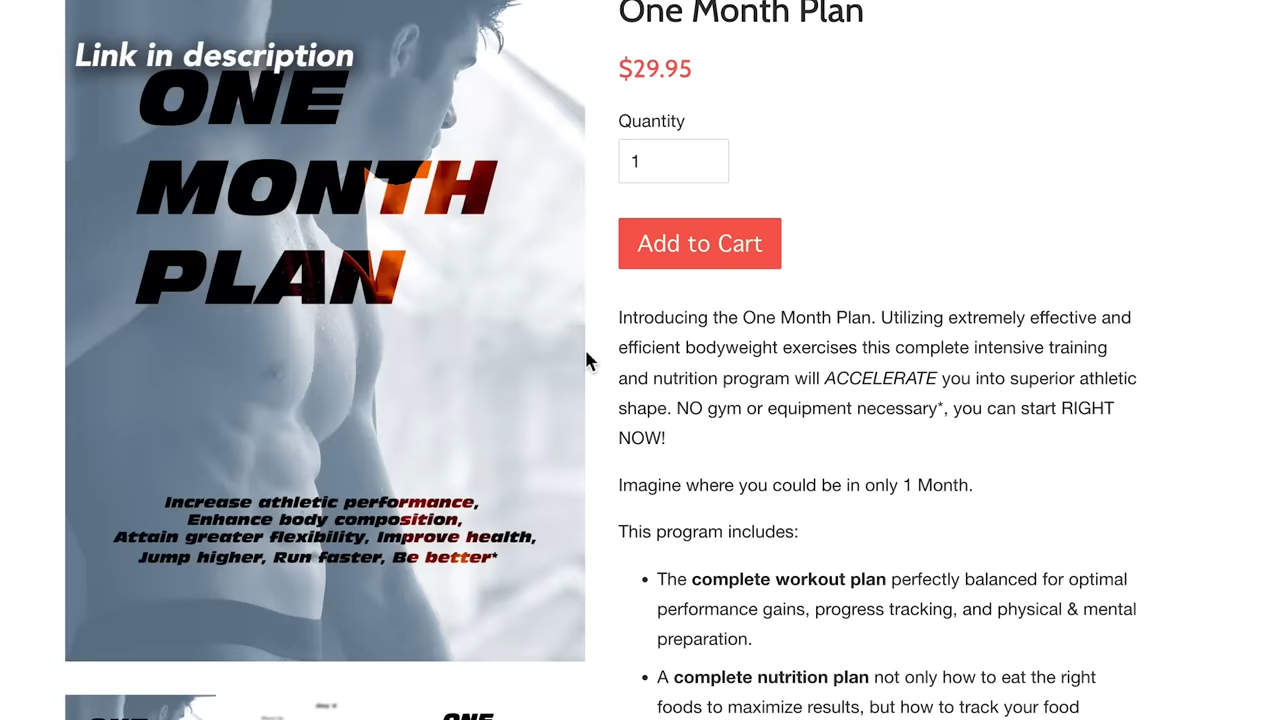 Link in description
ONE
MONTH
PLAN
Increase athletic performance,
Enhance body composition,
Attain greater flexibility, Improve health,
Jump higher, Run faster, Be better*
One Month Plan
$29.95
Quantity
1
Add to Cart
Introducing the One Month Plan. Utilizing extremely effective and
efficient bodyweight exercises this complete intensive training
and nutrition program will ACCELERATE you into superior athletic
shape. NO gym or equipment necessary*, you can start RIGHT
NOW!
Imagine where you could be in only 1 Month.
This program includes:
• The complete workout plan perfectly balanced for optimal
performance gains, progress tracking, and physical & mental
preparation.
• A complete nutrition plan not only how to eat the right
foods to maximize results, but how to track your food